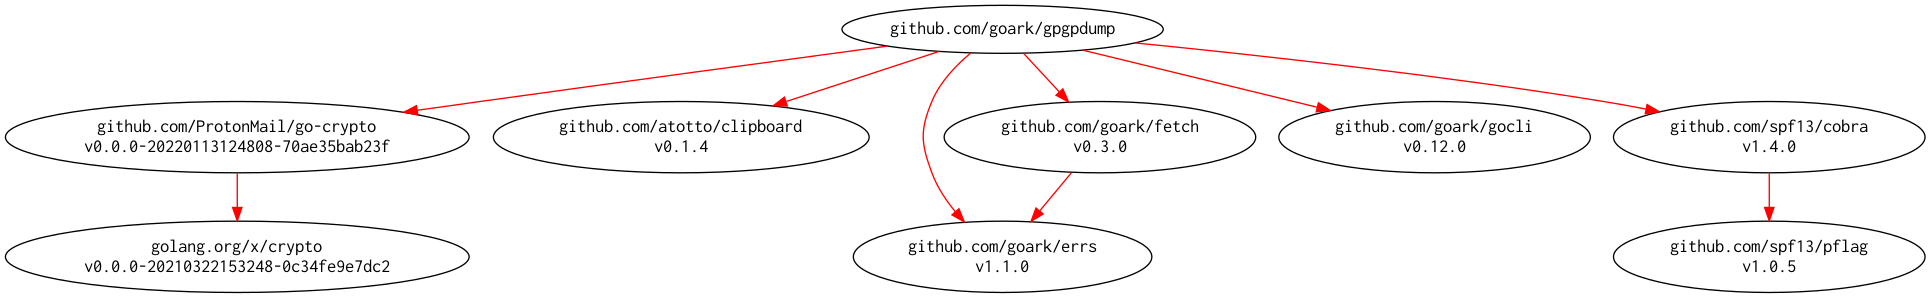 github.com/goark/gpgpdump
github.com/ProtonMail/go-crypto
v0.0.0-20220113124808-70ae35bab23f
github.com/atotto/clipboard
v0.1.4
github.com/goark/fetch
v0.3.0
github.com/goark/gocli
v0.12.0
github.com/spf13/cobra
v1.4.0
golang.org/x/crypto
v0.0.0-20210322153248-0c34fe9e7dc2
github.com/goark/errs
v1.1.0
github.com/spf13/pflag
v1.0.5